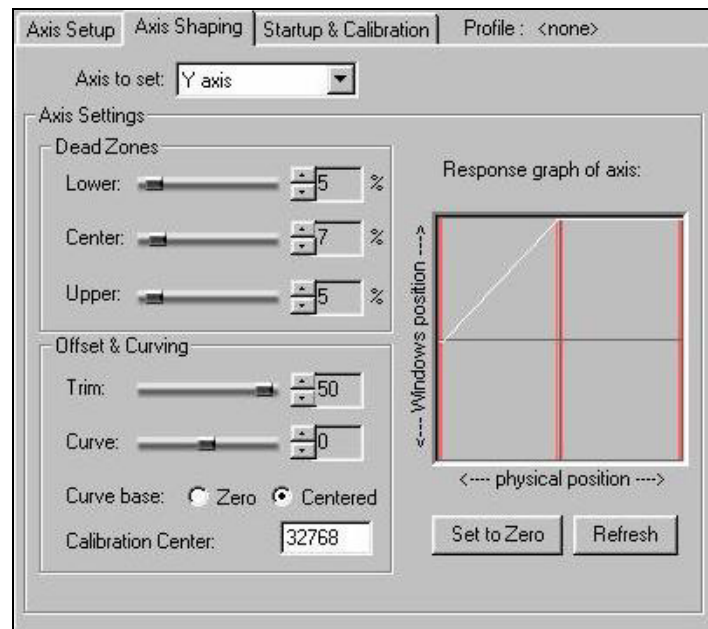 Axis Setup Axis Shaping Startup & Calibration Profile : <none>
Axis to set: Y axis
Axis Settings
Dead Zones
Lower: 5 %
Center: 7 %
Upper: 5 %
Offset & Curving
Trim: 50
Curve: 0
Curve base: Zero Centered
Calibration Center: 32768
Response graph of axis:
<--- Windows position --->
<---- physical position ---->
Set to Zero Refresh